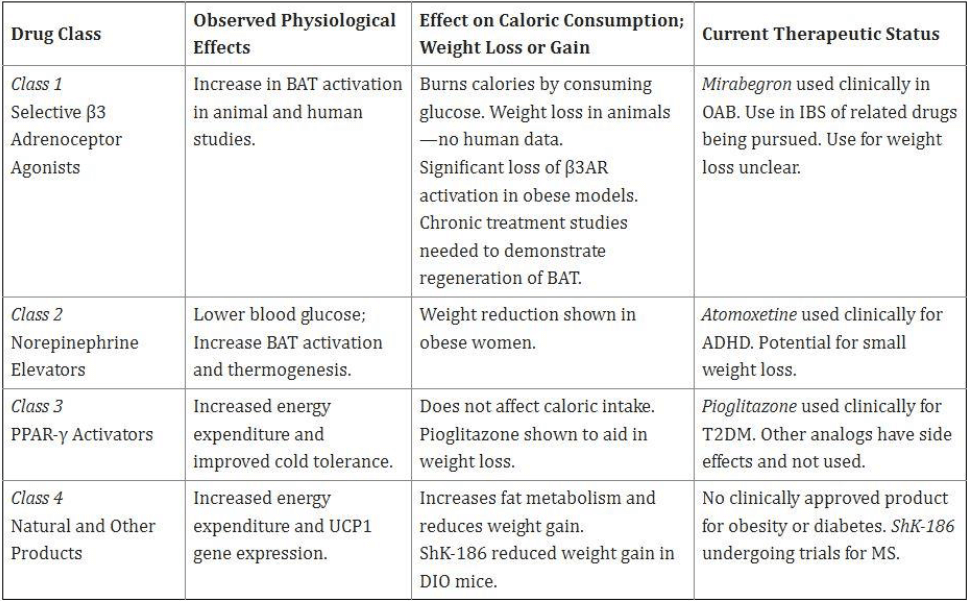 Drug Class
Observed Physiological
Effects
Effect on Caloric Consumption;
Weight Loss or Gain
Current Therapeutic Status
Class 1
Selective β3
Adrenoceptor
Agonists
Increase in BAT activation
in animal and human
studies.
Burns calories by consuming
glucose. Weight loss in animals
—no human data.
Significant loss of β3AR
activation in obese models.
Chronic treatment studies
needed to demonstrate
regeneration of BAT.
Mirabegron used clinically in
OAB. Use in IBS of related drugs
being pursued. Use for weight
loss unclear.
Class 2
Norepinephrine
Elevators
Lower blood glucose;
Increase BAT activation
and thermogenesis.
Weight reduction shown in
obese women.
Atomoxetine used clinically for
ADHD. Potential for small
weight loss.
Class 3
PPAR-γ Activators
Increased energy
expenditure and
improved cold tolerance.
Does not affect caloric intake.
Pioglitazone shown to aid in
weight loss.
Pioglitazone used clinically for
T2DM. Other analogs have side
effects and not used.
Class 4
Natural and Other
Products
Increased energy
expenditure and UCP1
gene expression.
Increases fat metabolism and
reduces weight gain.
ShK-186 reduced weight gain in
DIO mice.
No clinically approved product
for obesity or diabetes. ShK-186
undergoing trials for MS.